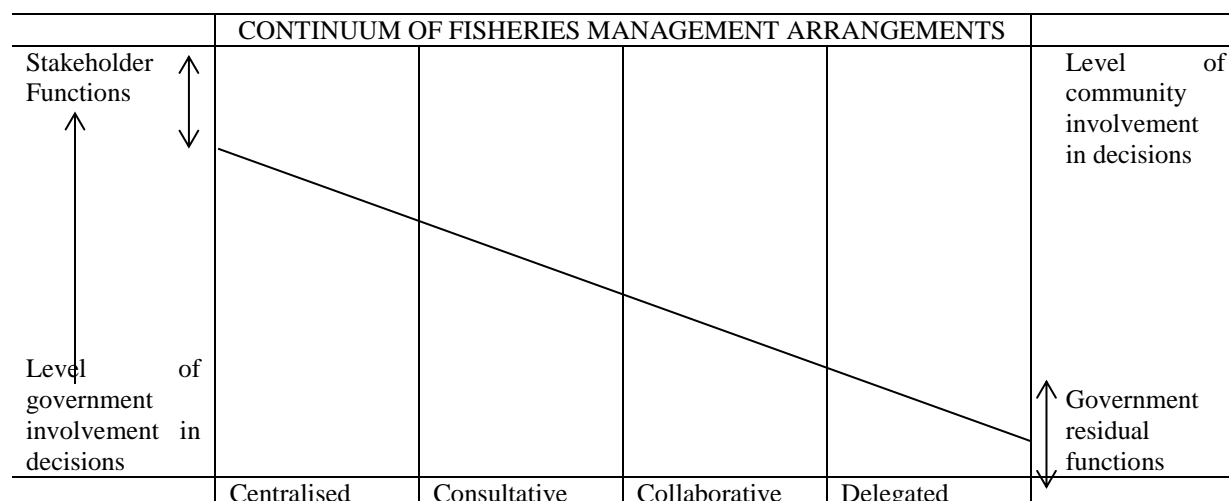 CONTINUUM OF FISHERIES MANAGEMENT ARRANGEMENTS
Stakeholder
Functions
Level of
government
involvement in
decisions
Level of
community
involvement
in decisions
Government
residual
functions
Centralised
Consultative
Collaborative
Delegated